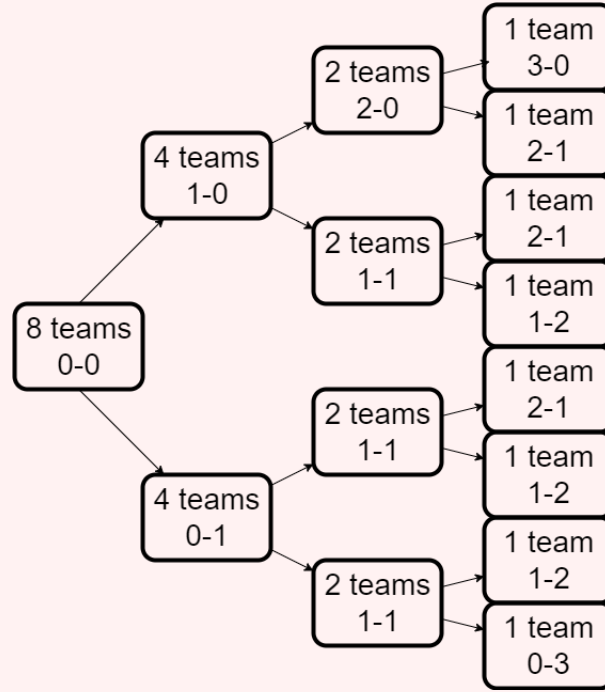 1 team
3-0
2 teams
2-0
1 team
2-1
4 teams
1-0
1 team
2-1
2 teams
1-1
1 team
1-2
8 teams
0-0
1 team
2-1
2 teams
1-1
1 team
1-2
4 teams
0-1
1 team
1-2
2 teams
1-1
1 team
0-3